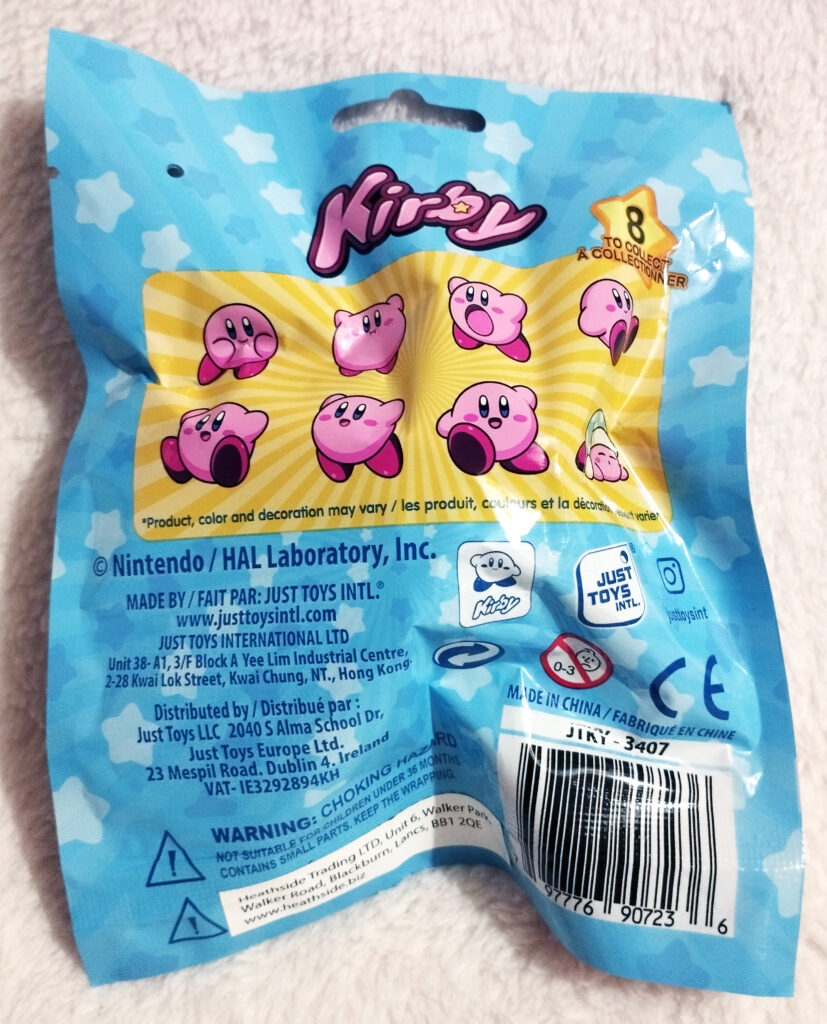 Kirby
8
TO COLLECT
À COLLECTIONNER
*Product, color and decoration may vary / les produit, couleurs et la décoration peuvent varier
© Nintendo / HAL Laboratory, Inc.
MADE BY / FAIT PAR: JUST TOYS INTL.®
www.justtoysintl.com
JUST TOYS INTERNATIONAL LTD
Unit 38- A1, 3/F Block A Yee Lim Industrial Centre,
2-28 Kwai Lok Street, Kwai Chung, NT., Hong Kong.
Distributed by / Distribué par :
Just Toys LLC 2040 S Alma School Dr,
Just Toys Europe Ltd.
23 Mespil Road. Dublin 4. Ireland
VAT- IE3292894KH
Kirby
JUST
TOYS
INTL.
®
justtoysint
0-3
CE
MADE IN CHINA / FABRIQUÉ EN CHINE
JTKY - 3407
97776 90723 6
WARNING: CHOKING HAZARD
NOT SUITABLE FOR CHILDREN UNDER 36 MONTHS
CONTAINS SMALL PARTS. KEEP THE WRAPPING.
Heathside Trading LTD, Unit 6, Walker Park,
Walker Road, Blackburn, Lancs, BB1 2QE
www.heathside.biz